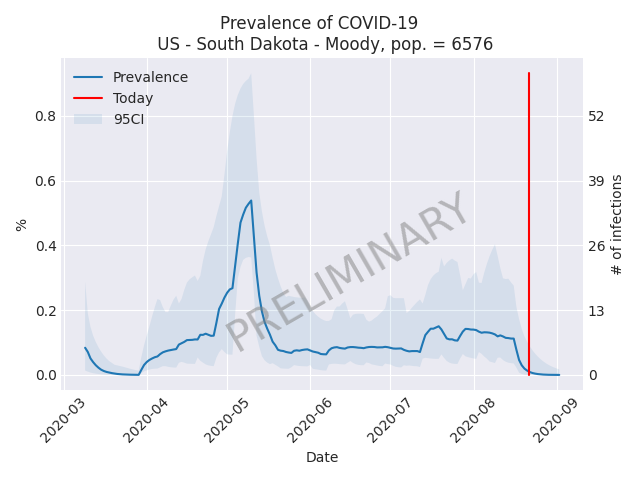 Prevalence of COVID-19
US - South Dakota - Moody, pop. = 6576
Prevalence
Today
95CI
0.8
0.6
0.4
0.2
0.0
%
52
39
26
13
0
# of infections
PRELIMINARY
2020-03
2020-04
2020-05
2020-06
2020-07
2020-08
2020-09
Date